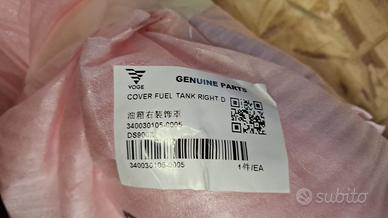 VOGE
GENUINE PARTS
COVER FUEL TANK RIGHT D
油箱右装饰罩
340030105-0005
DS900X
340030105-0005
1件/EA
subito